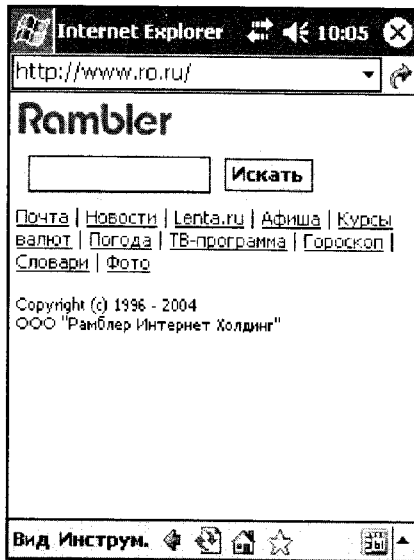 Internet Explorer 10:05
http://www.ro.ru/
Rambler
Искать
Почта | Новости | Lenta.ru | Афиша | Курсы
валют | Погода | ТВ-программа | Гороскоп |
Словари | Фото
Copyright (c) 1996 - 2004
ООО "Рамблер Интернет Холдинг"
Вид Инструм.